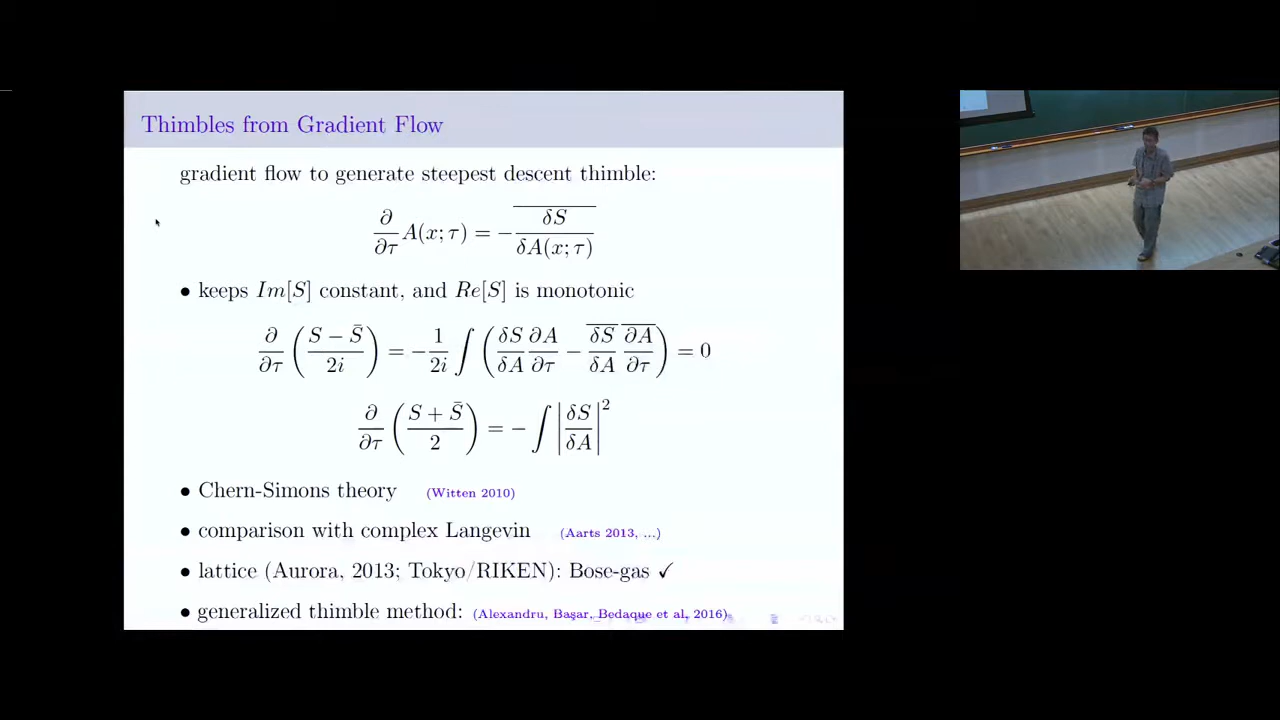 Thimbles from Gradient Flow
gradient flow to generate steepest descent thimble:
∂/∂τ A(x; τ) = − \overline{δS/δA(x; τ)}
• keeps Im[S] constant, and Re[S] is monotonic
∂/∂τ ((S − S̄)/2i) = −1/2i ∫ (δS/δA ∂A/∂τ − \overline{δS/δA} \overline{∂A/∂τ}) = 0
∂/∂τ ((S + S̄)/2) = − ∫ |δS/δA|²
• Chern-Simons theory (Witten 2010)
• comparison with complex Langevin (Aarts 2013, ...)
• lattice (Aurora, 2013; Tokyo/RIKEN): Bose-gas ✓
• generalized thimble method: (Alexandru, Başar, Bedaque et al, 2016)